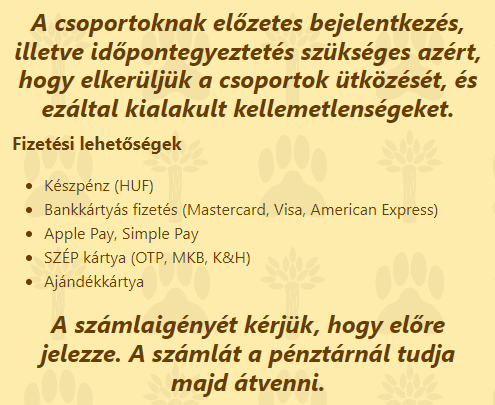 A csoportoknak előzetes bejelentkezés,
illetve időpontegyeztetés szükséges azért,
hogy elkerüljük a csoportok ütközését, és
ezáltal kialakult kellemetlenségeket.
Fizetési lehetőségek
Készpénz (HUF)
Bankkártyás fizetés (Mastercard, Visa, American Express)
Apple Pay, Simple Pay
SZÉP kártya (OTP, MKB, K&H)
Ajándékkártya
A számlaigényét kérjük, hogy előre
jelezze. A számlát a pénztárnál tudja
majd átvenni.